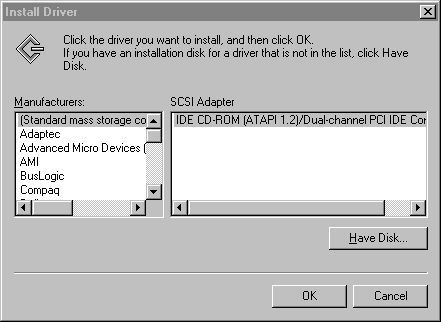 Install Driver
Click the driver you want to install, and then click OK.
If you have an installation disk for a driver that is not in the list, click Have
Disk.
Manufacturers:
(Standard mass storage co
Adaptec
Advanced Micro Devices (
AMI
BusLogic
Compaq
SCSI Adapter
IDE CD-ROM (ATAPI 1.2)/Dual-channel PCI IDE Con
Have Disk...
OK
Cancel